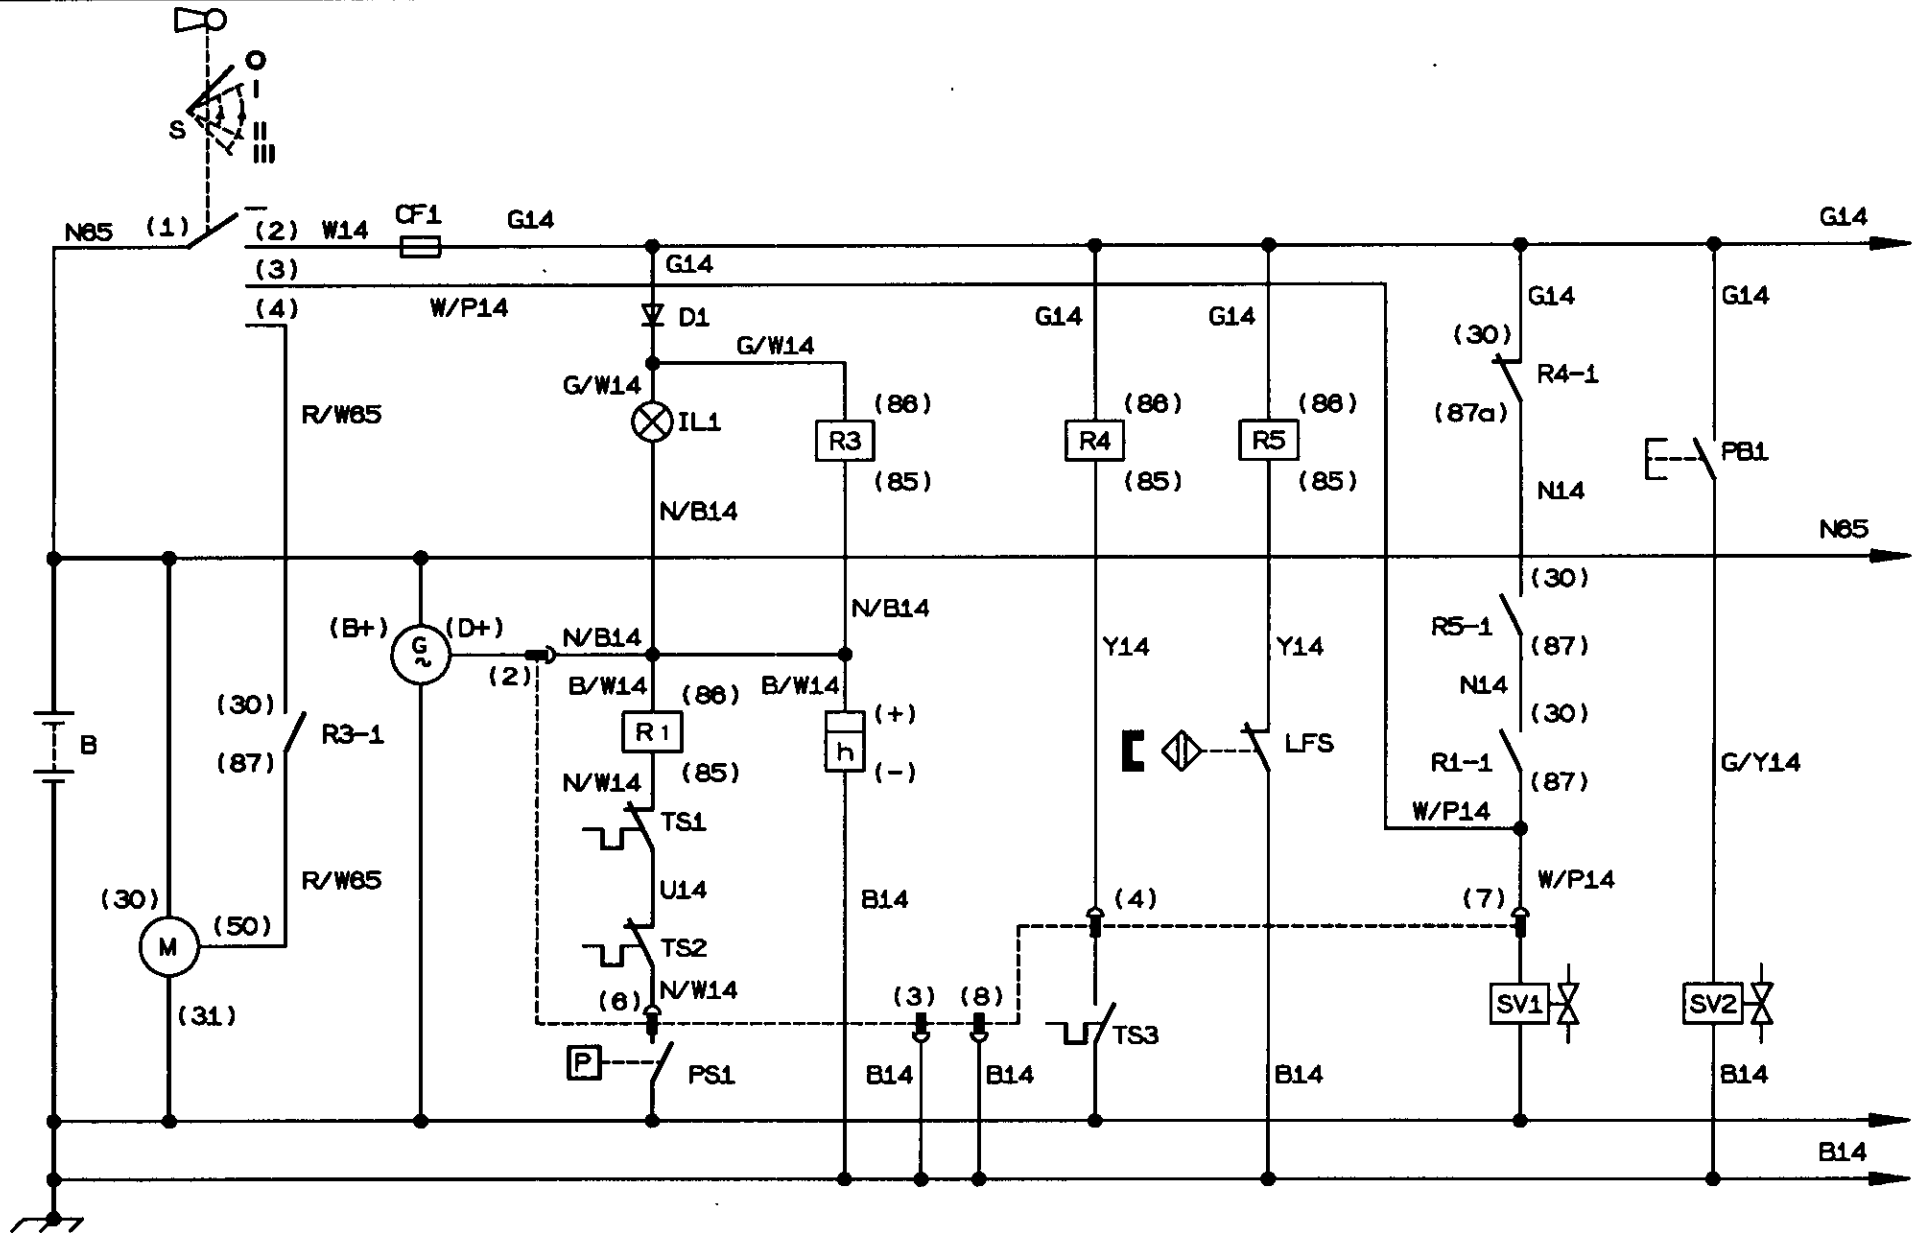 O
I
S
II
III
N65
(1)
(2)
W14
CF1
G14
G14
(3)
G14
(4)
W/P14
D1
G14
G14
G14
G14
G/W14
(30)
R4-1
G/W14
R/W65
IL1
(86)
(86)
(86)
(87a)
R3
R4
R5
PB1
(85)
(85)
(85)
N/B14
N14
N65
(30)
(B+)
(D+)
G
~
N/B14
N/B14
Y14
Y14
R5-1
(87)
(2)
B/W14
(86)
B/W14
N14
(30)
R3-1
(87)
B
R1
(+)
h
(-)
LFS
(30)
R1-1
(87)
(85)
N/W14
G/Y14
TS1
W/P14
R/W65
U14
B14
W/P14
(30)
(50)
(4)
(7)
M
TS2
(31)
(6)
N/W14
(3)
(8)
SV1
SV2
TS3
P
PS1
B14
B14
B14
B14
B14